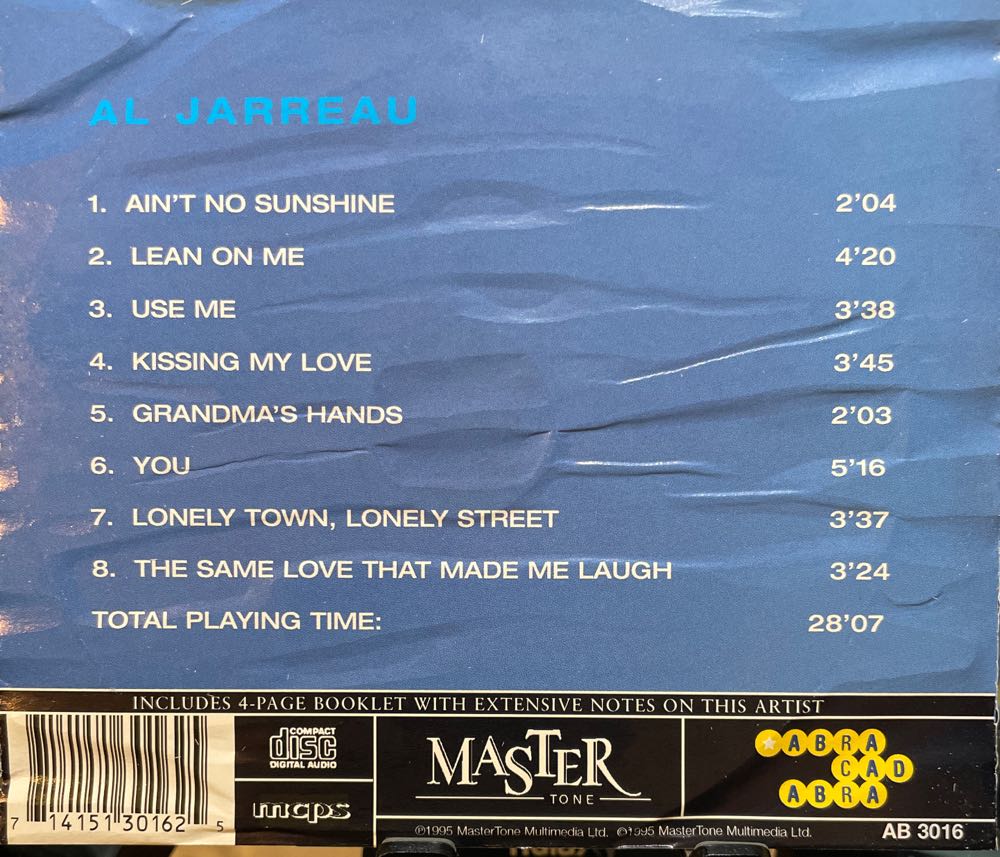 AL JARREAU
1. AIN'T NO SUNSHINE 2'04
2. LEAN ON ME 4'20
3. USE ME 3'38
4. KISSING MY LOVE 3'45
5. GRANDMA'S HANDS 2'03
6. YOU 5'16
7. LONELY TOWN, LONELY STREET 3'37
8. THE SAME LOVE THAT MADE ME LAUGH 3'24
TOTAL PLAYING TIME: 28'07
INCLUDES 4-PAGE BOOKLET WITH EXTENSIVE NOTES ON THIS ARTIST
7 14151 30162 5
COMPACT
disc
DIGITAL AUDIO
mcps
MASTER
TONE
ABRA
CAD
ABRA
℗1995 MasterTone Multimedia Ltd. ©1995 MasterTone Multimedia Ltd.
AB 3016